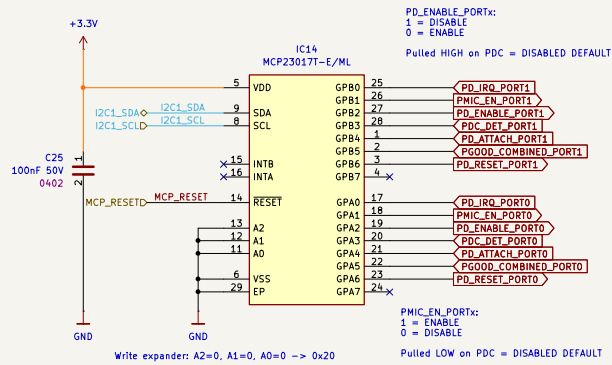 PD_ENABLE_PORTx:
1 = DISABLE
0 = ENABLE
Pulled HIGH on PDC = DISABLED DEFAULT
+3.3V
IC14
MCP23017T-E/ML
5 VDD GPB0 25 PD_IRQ_PORT1
GPB1 26 PMIC_EN_PORT1
I2C1_SDA I2C1_SDA 9 SDA GPB2 27 PD_ENABLE_PORT1
I2C1_SCL I2C1_SCL 8 SCL GPB3 28 PDC_DET_PORT1
GPB4 1 PD_ATTACH_PORT1
GPB5 2 PGOOD_COMBINED_PORT1
15 INTB GPB6 3 PD_RESET_PORT1
16 INTA GPB7 4
C25
100nF 50V
0402
1
2
MCP_RESET MCP_RESET 14 RESET GPA0 17 PD_IRQ_PORT0
GPA1 18 PMIC_EN_PORT0
13 A2 GPA2 19 PD_ENABLE_PORT0
12 A1 GPA3 20 PDC_DET_PORT0
11 A0 GPA4 21 PD_ATTACH_PORT0
GPA5 22 PGOOD_COMBINED_PORT0
6 VSS GPA6 23 PD_RESET_PORT0
29 EP GPA7 24
GND GND
PMIC_EN_PORTx:
1 = ENABLE
0 = DISABLE
Pulled LOW on PDC = DISABLED DEFAULT
Write expander: A2=0, A1=0, A0=0 -> 0x20